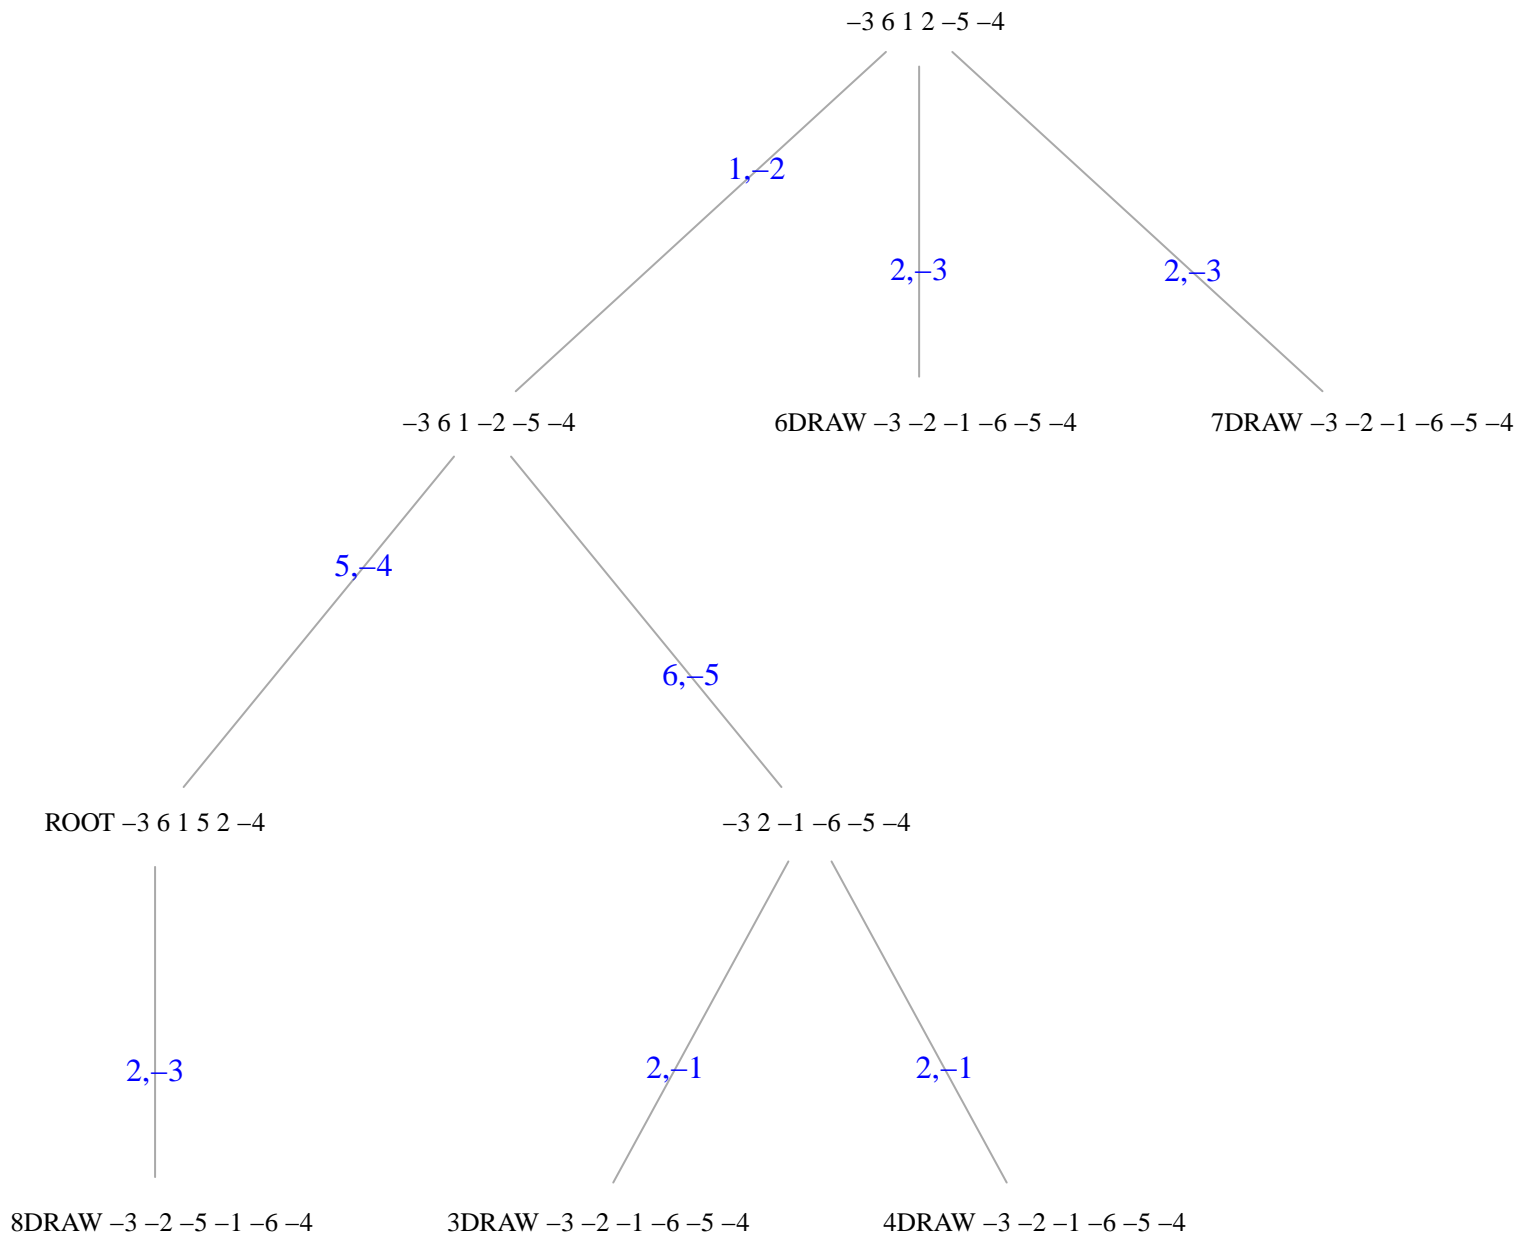 –3 6 1 2 –5 –4
1,–2
2,–3
2,–3
–3 6 1 –2 –5 –4
6DRAW –3 –2 –1 –6 –5 –4
7DRAW –3 –2 –1 –6 –5 –4
5,–4
6,–5
ROOT –3 6 1 5 2 –4
–3 2 –1 –6 –5 –4
2,–3
2,–1
2,–1
8DRAW –3 –2 –5 –1 –6 –4
3DRAW –3 –2 –1 –6 –5 –4
4DRAW –3 –2 –1 –6 –5 –4